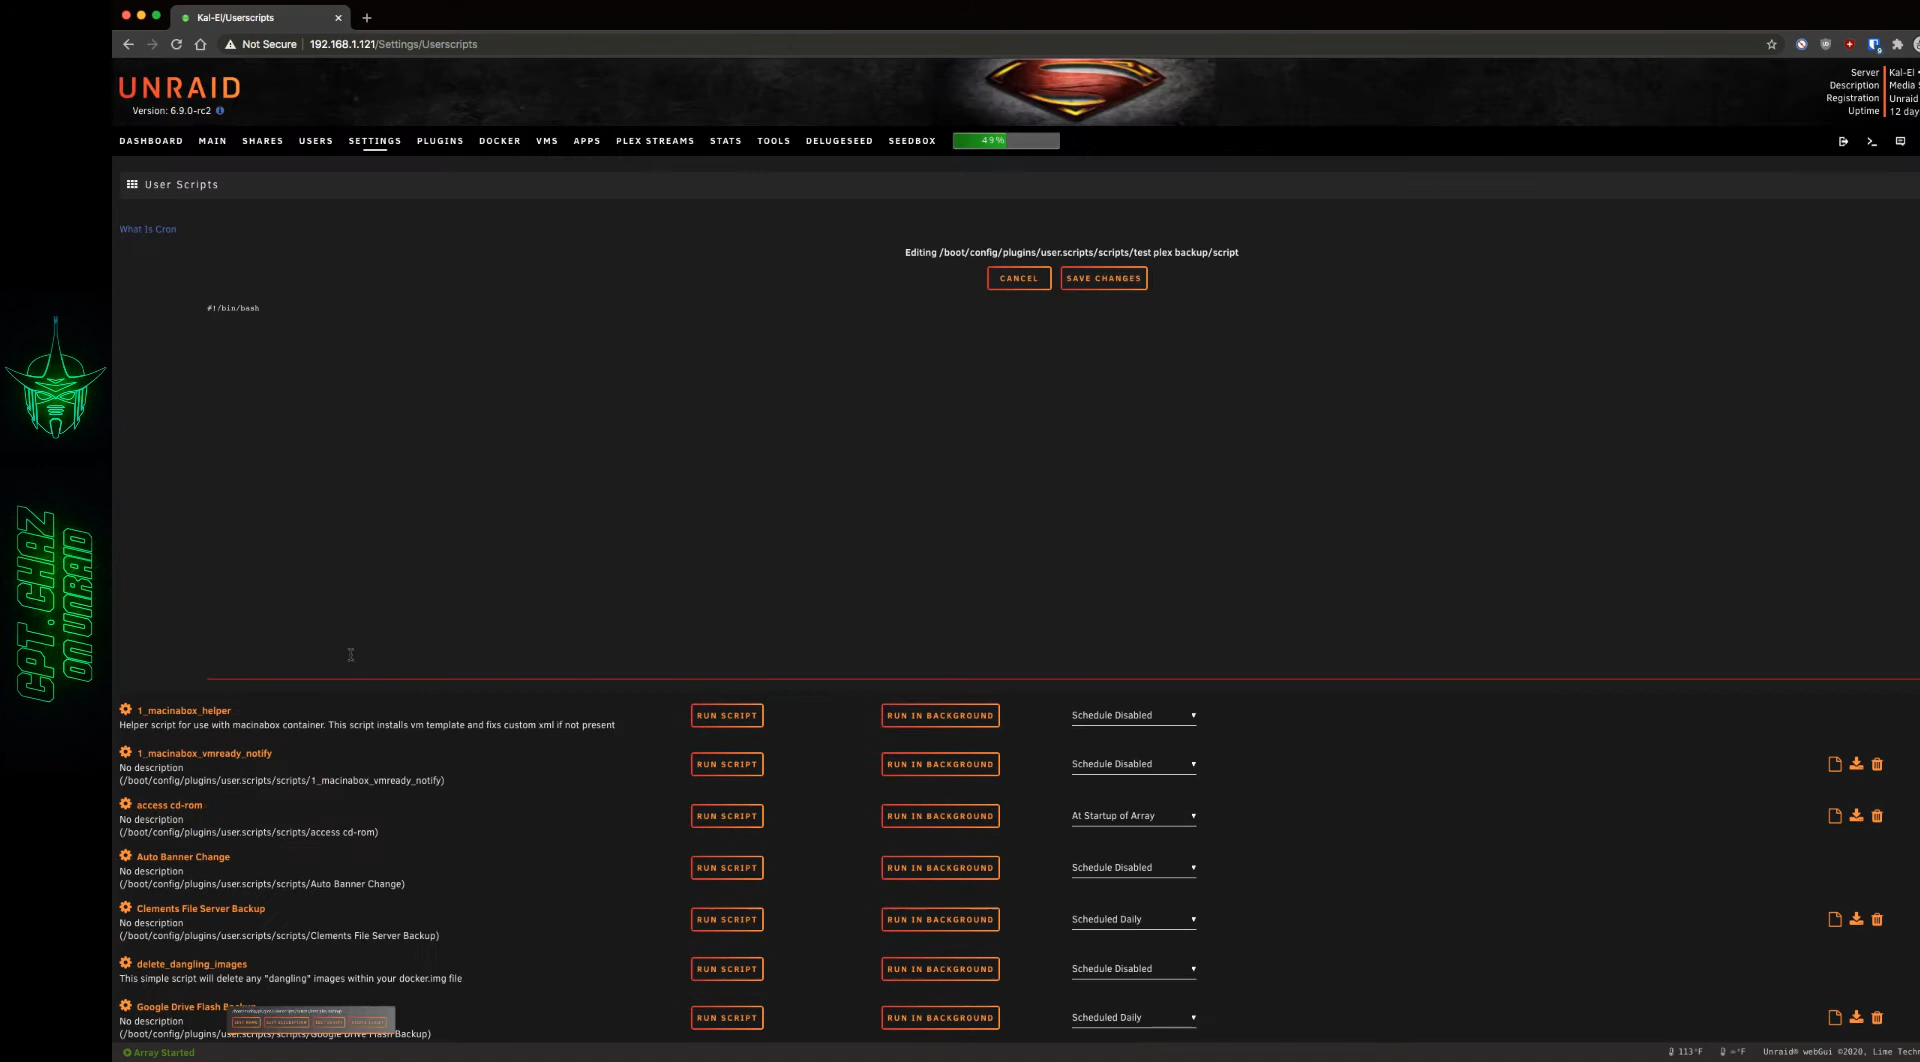 Kal-El/Userscripts
Not Secure
192.168.1.121/Settings/Userscripts
UNRAID
Version: 6.9.0-rc2
Server Kal-El •
Description Media
Registration Unraid
Uptime 12 day
DASHBOARD MAIN SHARES USERS SETTINGS PLUGINS DOCKER VMS APPS PLEX STREAMS STATS TOOLS DELUGESEED SEEDBOX 49%
User Scripts
What Is Cron
Editing /boot/config/plugins/user.scripts/scripts/test plex backup/script
CANCEL SAVE CHANGES
#!/bin/bash
CPT. CHAZ
ON UNRAID
1_macinabox_helper
Helper script for use with macinabox container. This script installs vm template and fixs custom xml if not present
RUN SCRIPT RUN IN BACKGROUND Schedule Disabled
1_macinabox_vmready_notify
No description
(/boot/config/plugins/user.scripts/scripts/1_macinabox_vmready_notify)
RUN SCRIPT RUN IN BACKGROUND Schedule Disabled
access cd-rom
No description
(/boot/config/plugins/user.scripts/scripts/access cd-rom)
RUN SCRIPT RUN IN BACKGROUND At Startup of Array
Auto Banner Change
No description
(/boot/config/plugins/user.scripts/scripts/Auto Banner Change)
RUN SCRIPT RUN IN BACKGROUND Schedule Disabled
Clements File Server Backup
No description
(/boot/config/plugins/user.scripts/scripts/Clements File Server Backup)
RUN SCRIPT RUN IN BACKGROUND Scheduled Daily
delete_dangling_images
This simple script will delete any "dangling" images within your docker.img file
RUN SCRIPT RUN IN BACKGROUND Schedule Disabled
Google Drive Flash
No description
(/boot/config/plugins/user.scripts/scripts/Google Drive Flash Backup)
RUN SCRIPT RUN IN BACKGROUND Scheduled Daily
Array Started
113°F
Unraid® webGui ©2020, Lime